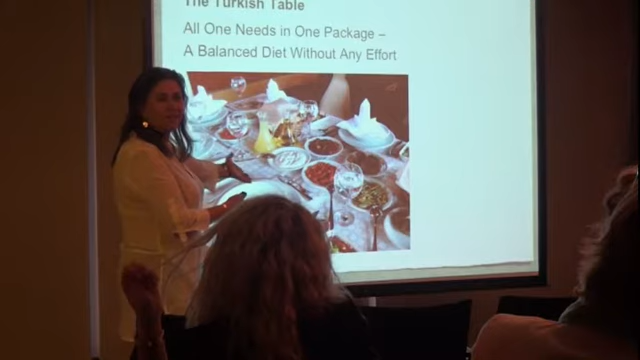 The Turkish Table
All One Needs in One Package –
A Balanced Diet Without Any Effort